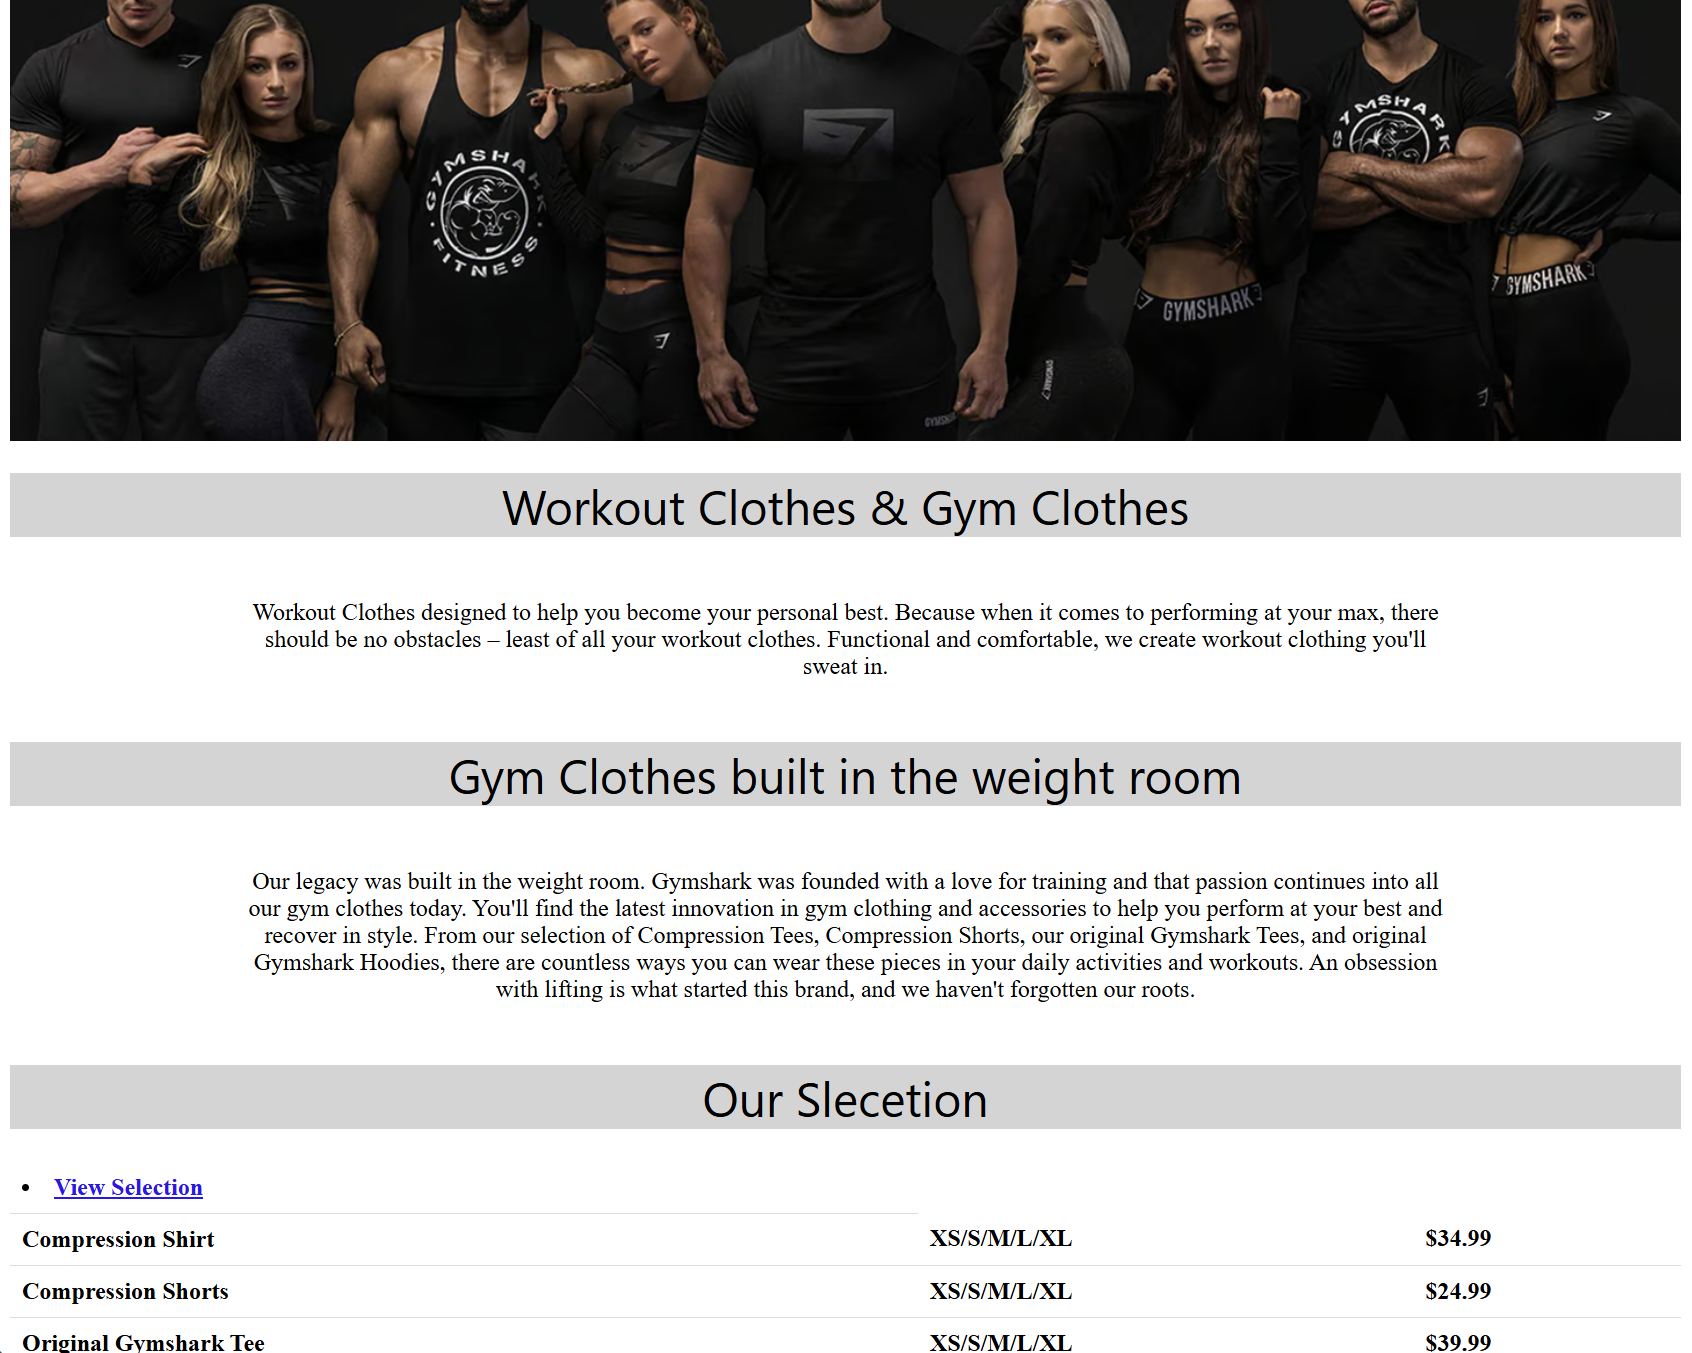 GYMSHARK
FITNESS
GYMSHARK
GYMSHARK
GYMSHARK
GYMSHARK
Workout Clothes & Gym Clothes
Workout Clothes designed to help you become your personal best. Because when it comes to performing at your max, there
should be no obstacles – least of all your workout clothes. Functional and comfortable, we create workout clothing you'll
sweat in.
Gym Clothes built in the weight room
Our legacy was built in the weight room. Gymshark was founded with a love for training and that passion continues into all
our gym clothes today. You'll find the latest innovation in gym clothing and accessories to help you perform at your best and
recover in style. From our selection of Compression Tees, Compression Shorts, our original Gymshark Tees, and original
Gymshark Hoodies, there are countless ways you can wear these pieces in your daily activities and workouts. An obsession
with lifting is what started this brand, and we haven't forgotten our roots.
Our Slecetion
• View Selection
Compression Shirt XS/S/M/L/XL $34.99
Compression Shorts XS/S/M/L/XL $24.99
Original Gymshark Tee XS/S/M/L/XL $39.99